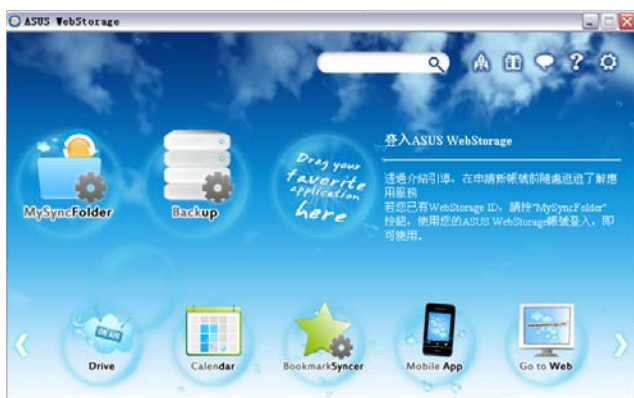 ASUS WebStorage
登入ASUS WebStorage
透過介紹引導，在申請新帳號前隨處逛逛了解應
用服務
若您已有WebStorage ID，請按"MySyncFolder"
按鈕，使用您的ASUS WebStorage帳號登入，即
可使用。
Drag your
favorite
application
here
MySyncFolder
Backup
ON AIR
Drive
Calendar
BookmarkSyncer
Mobile App
Go to Web